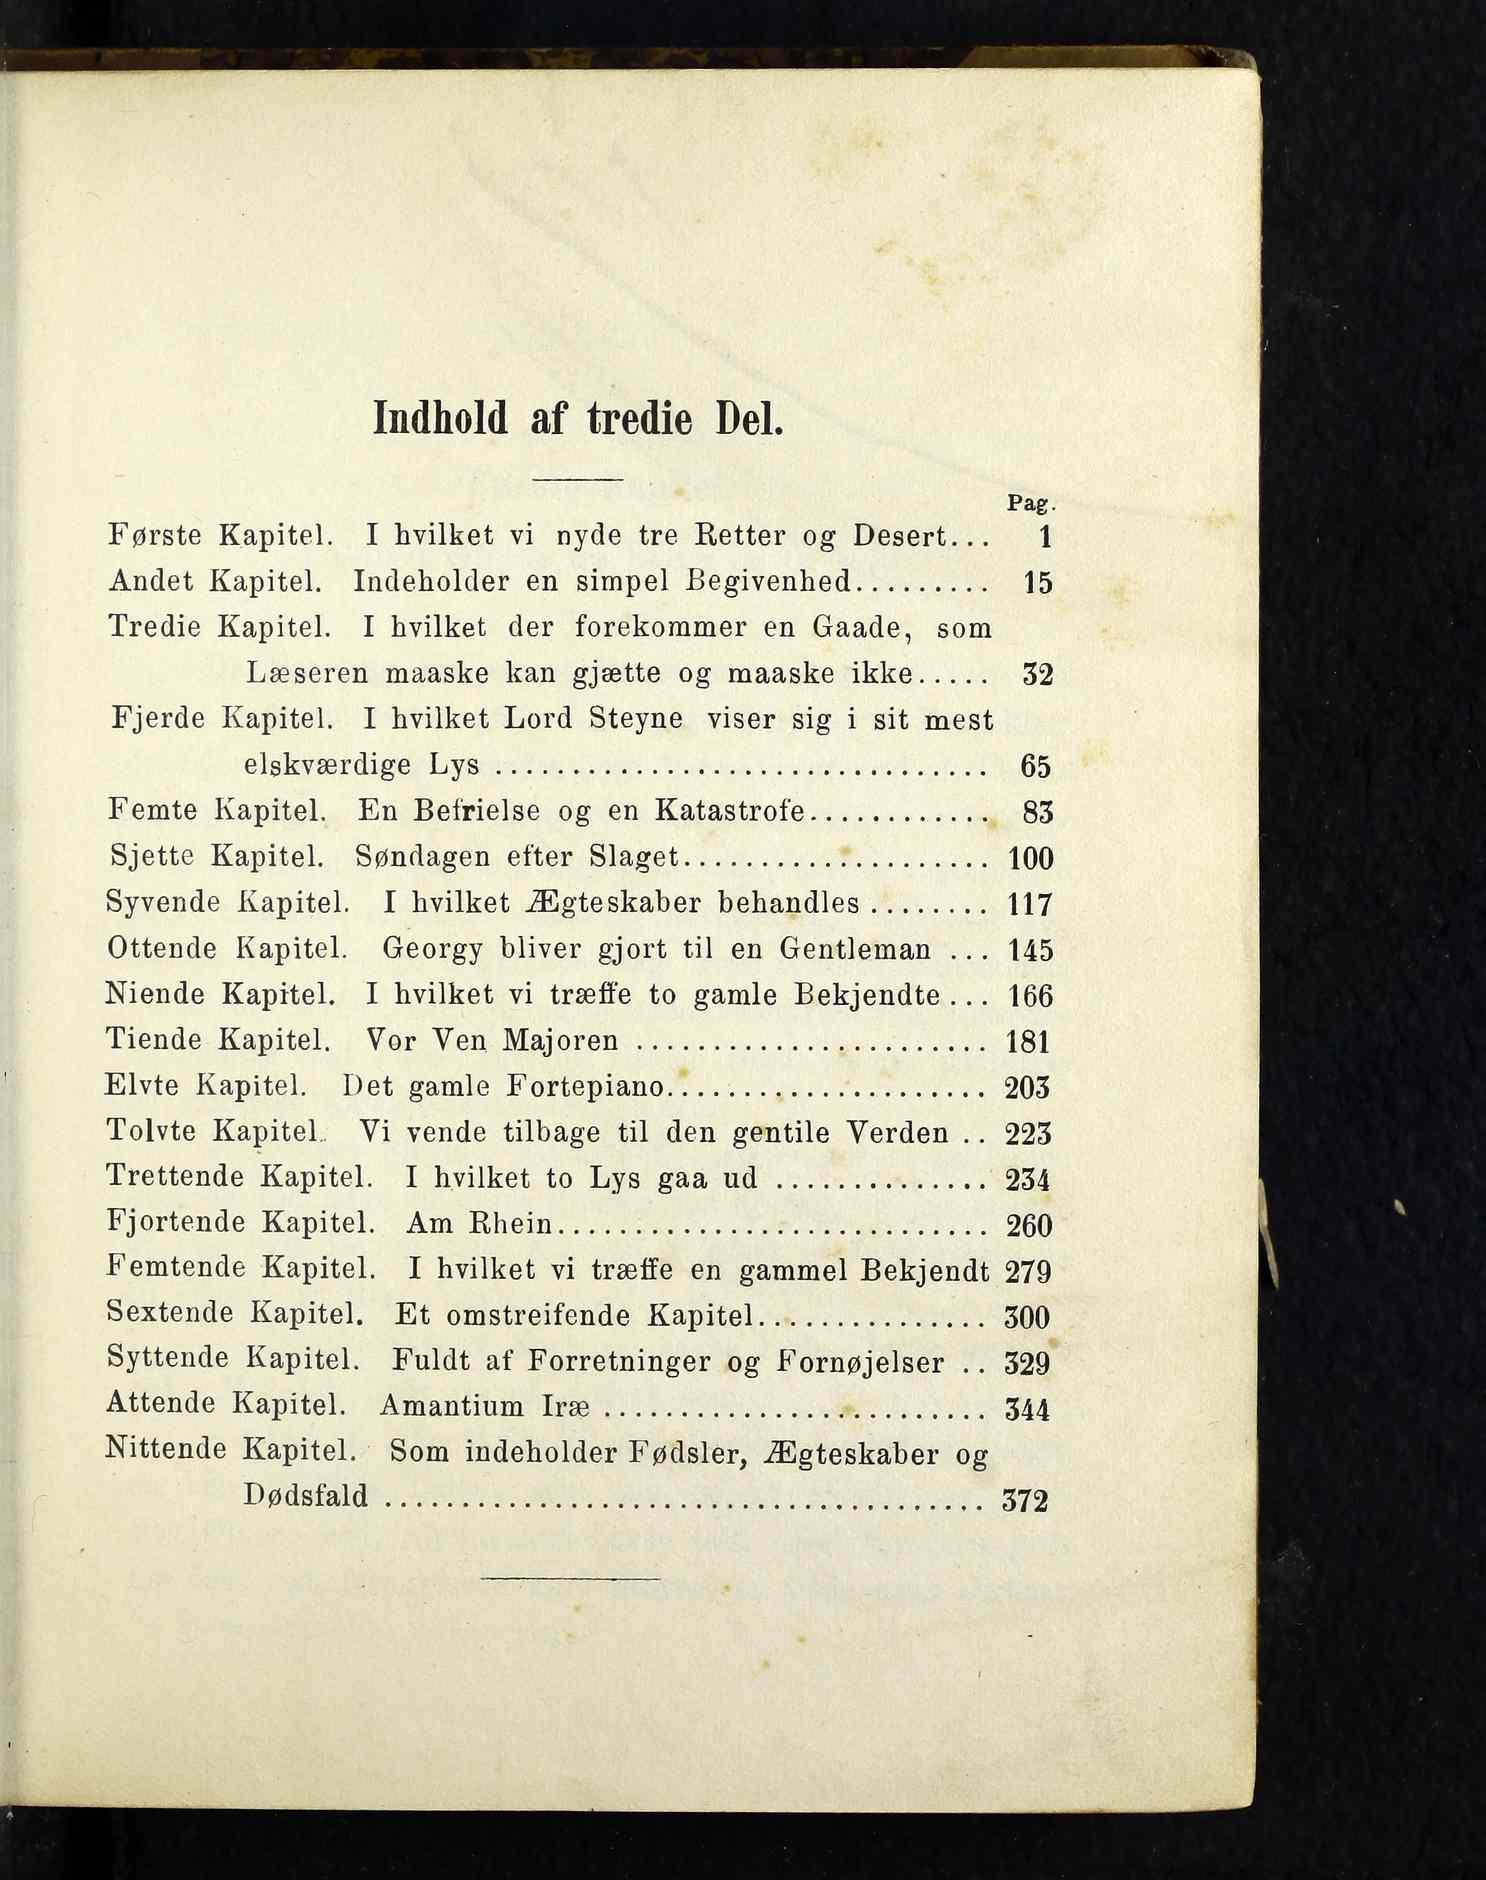 Indhold af tredie Del.
Pag.
Første Kapitel. I hvilket vi nyde tre Retter og Desert... 1
Andet Kapitel. Indeholder en simpel Begivenhed......... 15
Tredie Kapitel. I hvilket der forekommer en Gaade, som
Læseren maaske kan gjætte og maaske ikke..... 32
Fjerde Kapitel. I hvilket Lord Steyne viser sig i sit mest
elskværdige Lys ................................ 65
Femte Kapitel. En Befrielse og en Katastrofe............ 83
Sjette Kapitel. Søndagen efter Slaget.................... 100
Syvende Kapitel. I hvilket Ægteskaber behandles ........ 117
Ottende Kapitel. Georgy bliver gjort til en Gentleman ... 145
Niende Kapitel. I hvilket vi træffe to gamle Bekjendte... 166
Tiende Kapitel. Vor Ven Majoren ....................... 181
Elvte Kapitel. Det gamle Fortepiano..................... 203
Tolvte Kapitel. Vi vende tilbage til den gentile Verden .. 223
Trettende Kapitel. I hvilket to Lys gaa ud .............. 234
Fjortende Kapitel. Am Rhein............................ 260
Femtende Kapitel. I hvilket vi træffe en gammel Bekjendt 279
Sextende Kapitel. Et omstreifende Kapitel............... 300
Syttende Kapitel. Fuldt af Forretninger og Fornøjelser .. 329
Attende Kapitel. Amantium Iræ ......................... 344
Nittende Kapitel. Som indeholder Fødsler, Ægteskaber og
Dødsfald ....................................... 372